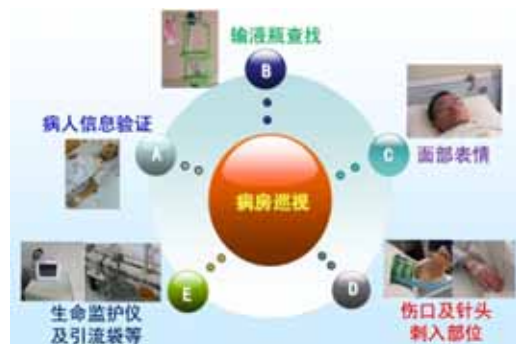 输液瓶查找
B
病人信息验证
A
C
面部表情
病房巡视
E
D
生命监护仪
及引流袋等
伤口及针头
刺入部位